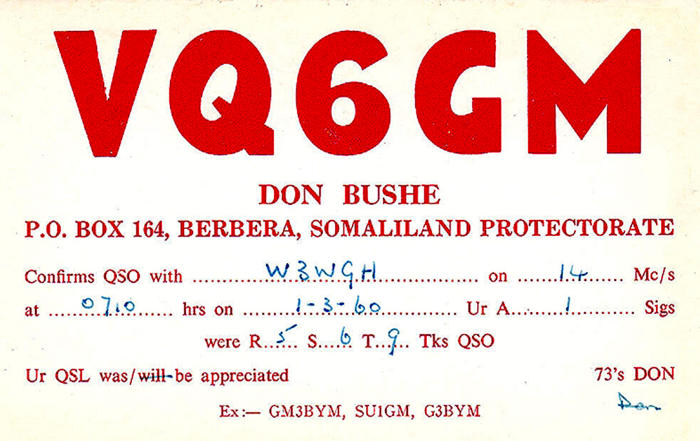 VQ6GM
DON BUSHE
P.O. BOX 164, BERBERA, SOMALILAND PROTECTORATE
Confirms QSO with W3WGH on 14 Mc/s
at 0710 hrs on 1-3-60 Ur A 1 Sigs
were R 5 S 6 T 9 Tks QSO
Ur QSL was/will be appreciated 73's DON
Don
Ex:— GM3BYM, SU1GM, G3BYM